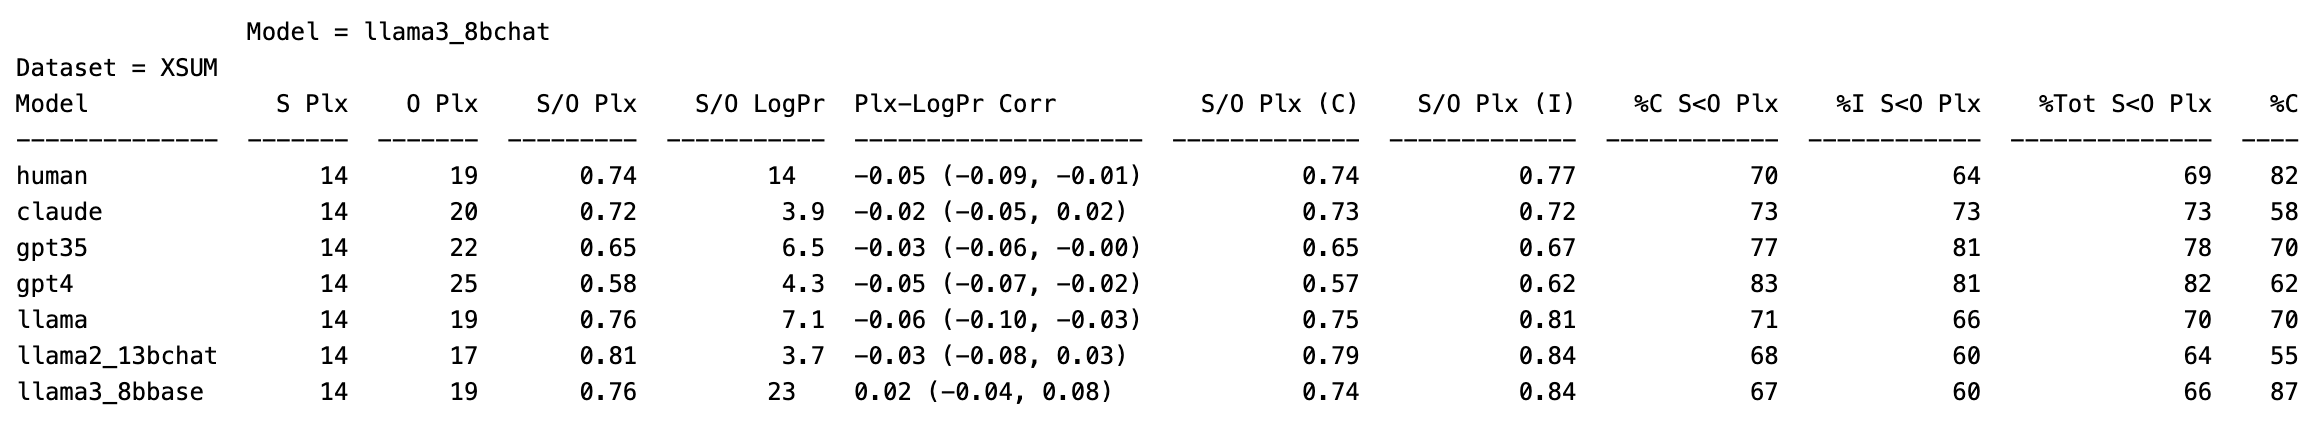 Model = llama3_8bchat
Dataset = XSUM
Model S Plx O Plx S/O Plx S/O LogPr Plx-LogPr Corr S/O Plx (C) S/O Plx (I) %C S<O Plx %I S<O Plx %Tot S<O Plx %C
--------------- ------- ------- --------- ----------- --------------------- ------------- ------------- ------------ ------------ -------------- ----
human 14 19 0.74 14 -0.05 (-0.09, -0.01) 0.74 0.77 70 64 69 82
claude 14 20 0.72 3.9 -0.02 (-0.05, 0.02) 0.73 0.72 73 73 73 58
gpt35 14 22 0.65 6.5 -0.03 (-0.06, -0.00) 0.65 0.67 77 81 78 70
gpt4 14 25 0.58 4.3 -0.05 (-0.07, -0.02) 0.57 0.62 83 81 82 62
llama 14 19 0.76 7.1 -0.06 (-0.10, -0.03) 0.75 0.81 71 66 70 70
llama2_13bchat 14 17 0.81 3.7 -0.03 (-0.08, 0.03) 0.79 0.84 68 60 64 55
llama3_8bbase 14 19 0.76 23 0.02 (-0.04, 0.08) 0.74 0.84 67 60 66 87